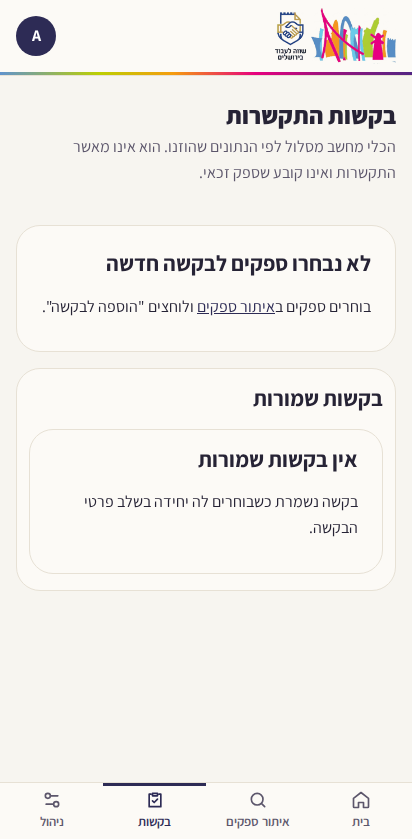 שווה לעבוד
בירושלים
A
בקשות התקשרות
הכלי מחשב מסלול לפי הנתונים שהוזנו. הוא אינו מאשר
התקשרות ואינו קובע שספק זכאי.
לא נבחרו ספקים לבקשה חדשה
בוחרים ספקים באיתור ספקים ולוחצים "הוספה לבקשה".
בקשות שמורות
אין בקשות שמורות
בקשה נשמרת כשבוחרים לה יחידה בשלב פרטי
הבקשה.
בית
איתור ספקים
בקשות
ניהול